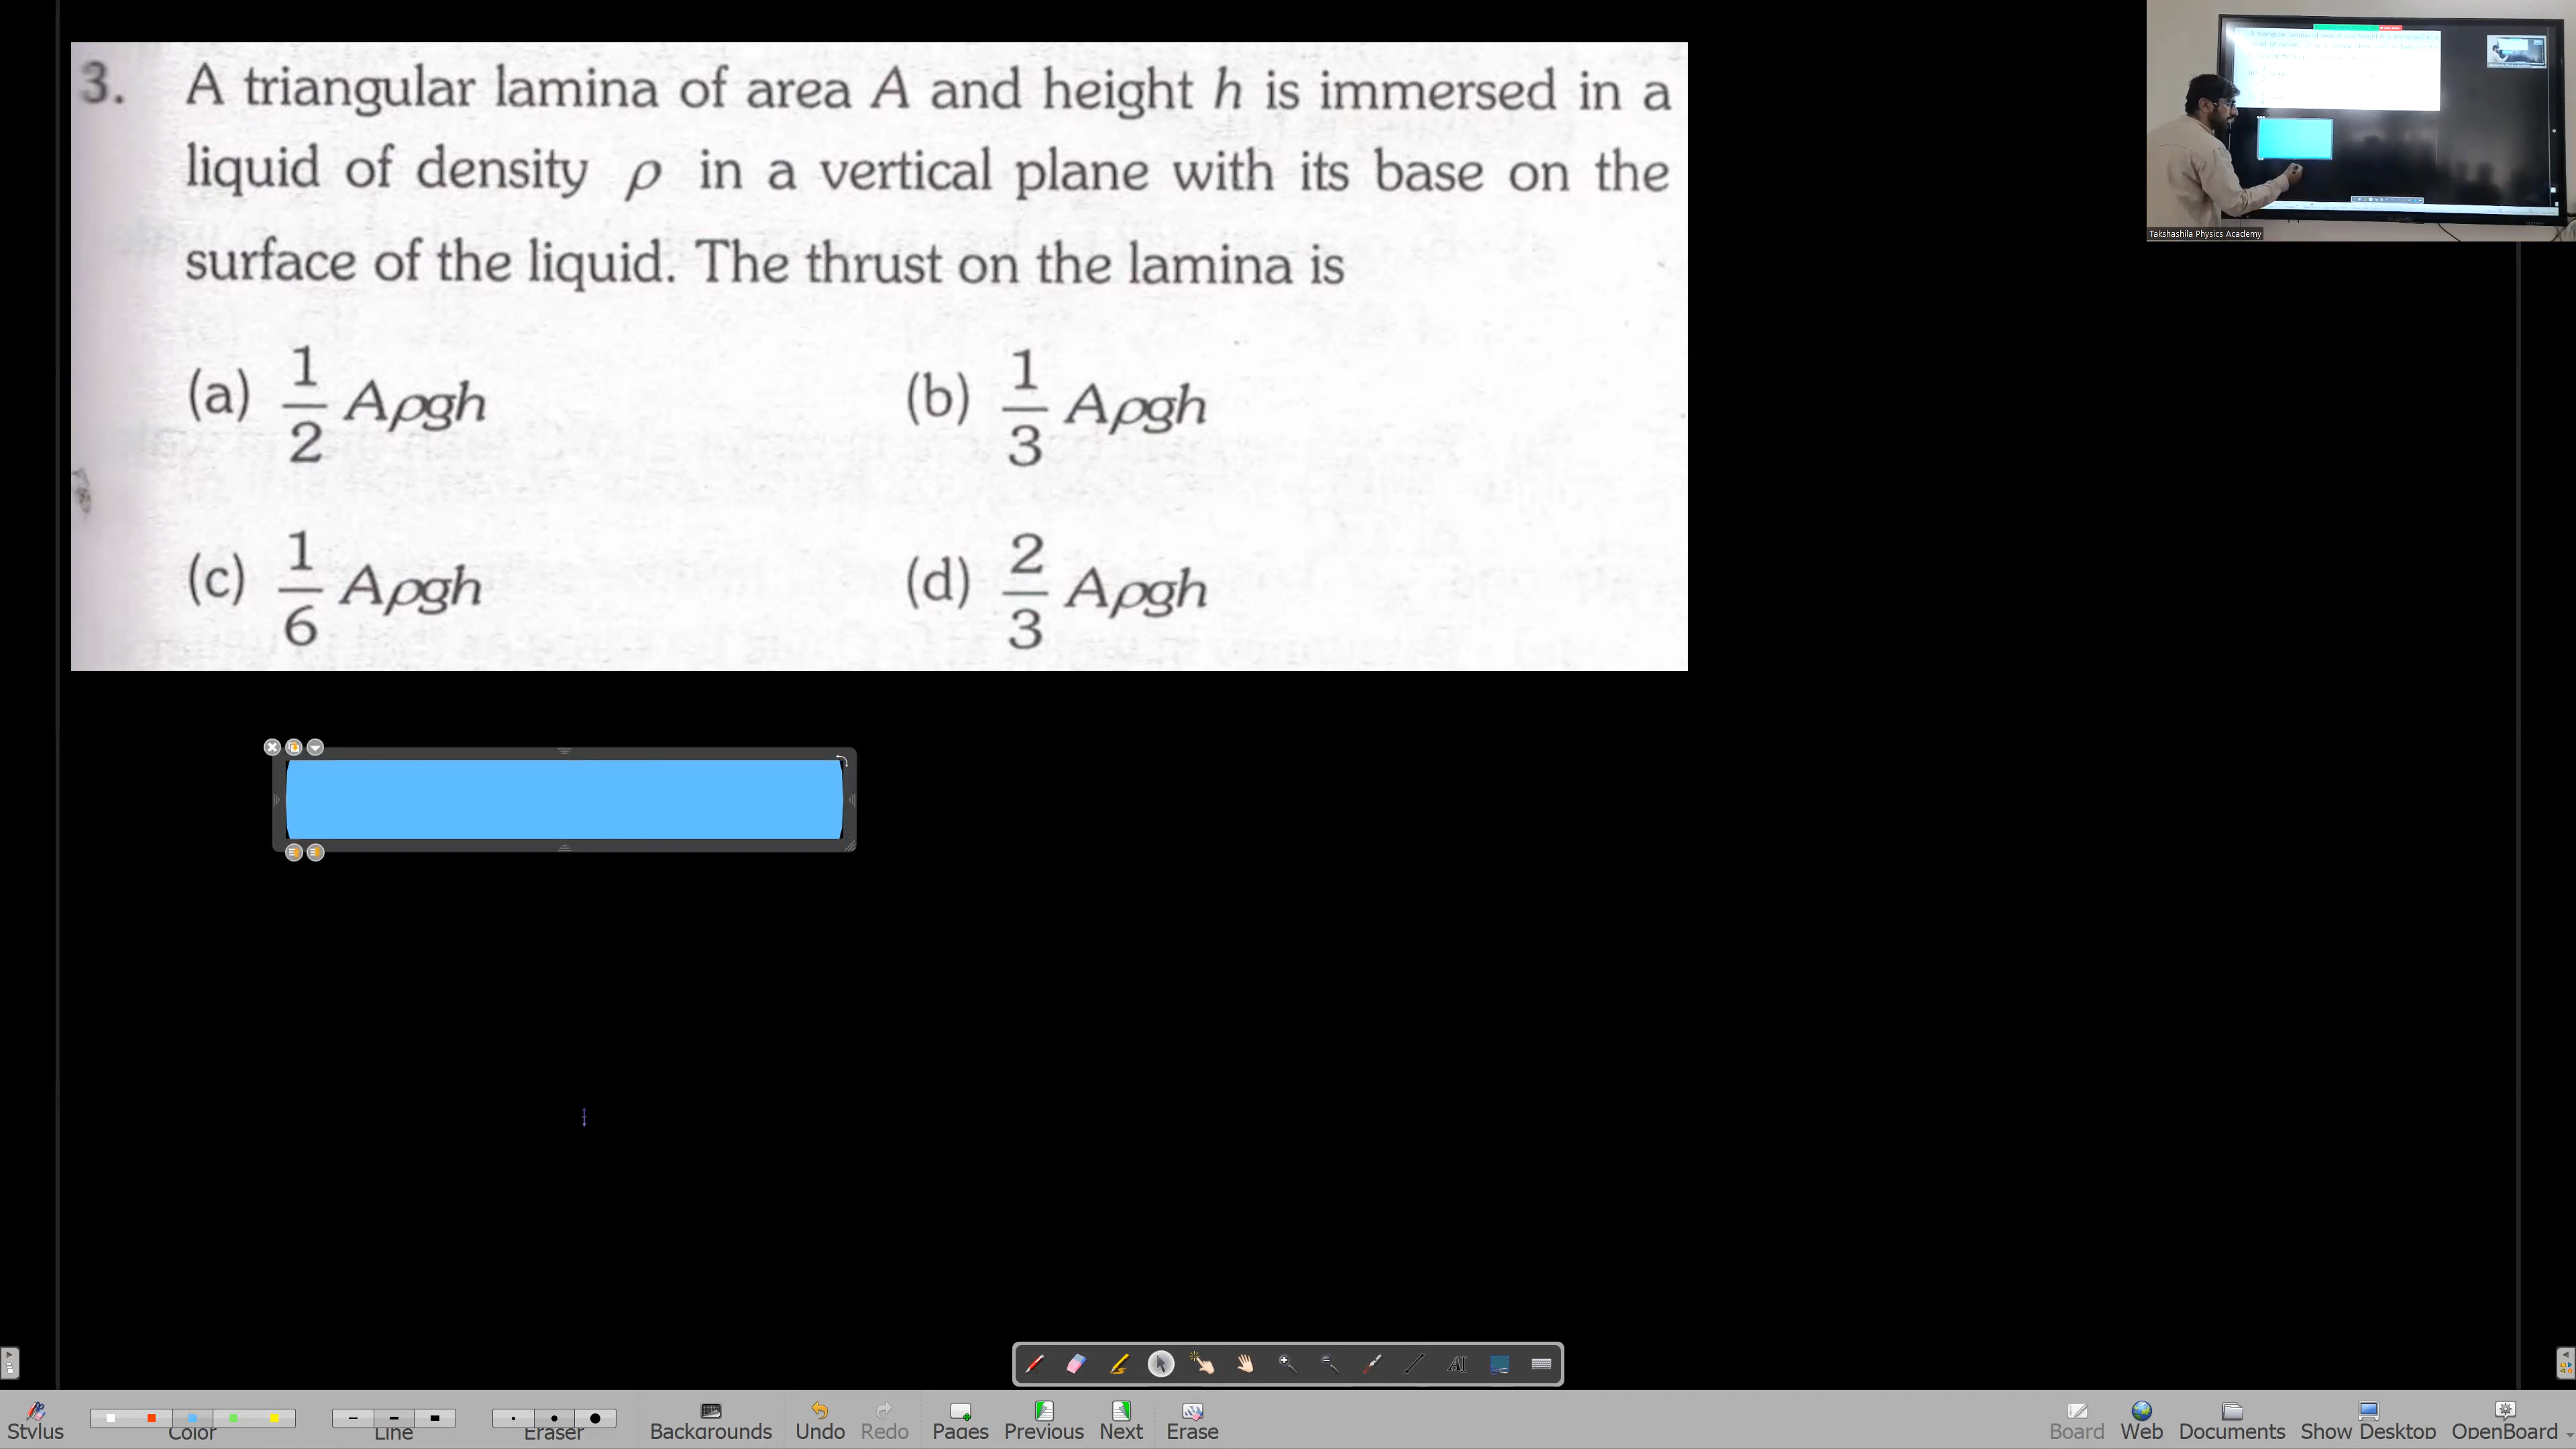 3. A triangular lamina of area A and height h is immersed in a
liquid of density ρ in a vertical plane with its base on the
surface of the liquid. The thrust on the lamina is
(a) 1/2 Aρgh (b) 1/3 Aρgh
(c) 1/6 Aρgh (d) 2/3 Aρgh
Takshashila Physics Academy
Stylus Color Line Eraser Backgrounds Undo Redo Pages Previous Next Erase Board Web Documents Show Desktop OpenBoard